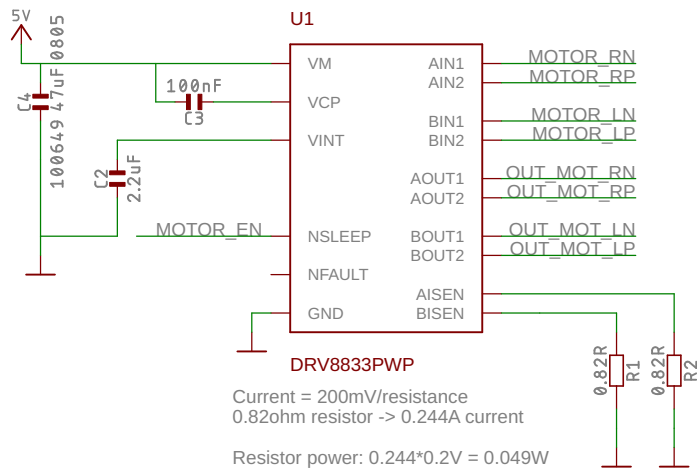 5V
U1
VM
AIN1
MOTOR_RN
AIN2
MOTOR_RP
C4
100649 47uF 0805
100nF
C3
VCP
BIN1
MOTOR_LN
VINT
BIN2
MOTOR_LP
C2
2.2uF
AOUT1
OUT_MOT_RN
AOUT2
OUT_MOT_RP
MOTOR_EN
NSLEEP
BOUT1
OUT_MOT_LN
BOUT2
OUT_MOT_LP
NFAULT
AISEN
GND
BISEN
0.82R
R1
0.82R
R2
DRV8833PWP
Current = 200mV/resistance
0.82ohm resistor -> 0.244A current
Resistor power: 0.244*0.2V = 0.049W